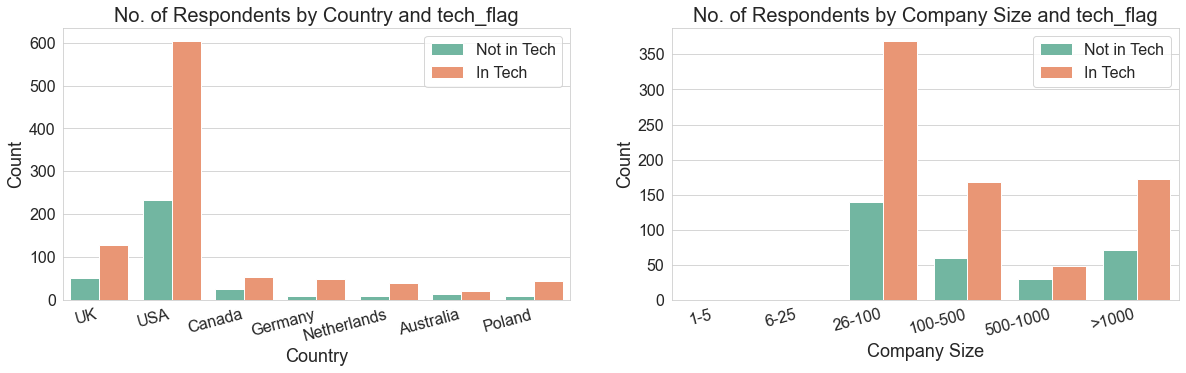 No. of Respondents by Country and tech_flag
600
500
400
300
200
100
0
Count
Not in Tech
In Tech
UK
USA
Canada
Germany
Netherlands
Australia
Poland
Country
No. of Respondents by Company Size and tech_flag
350
300
250
200
150
100
50
0
Count
Not in Tech
In Tech
1-5
6-25
26-100
100-500
500-1000
>1000
Company Size